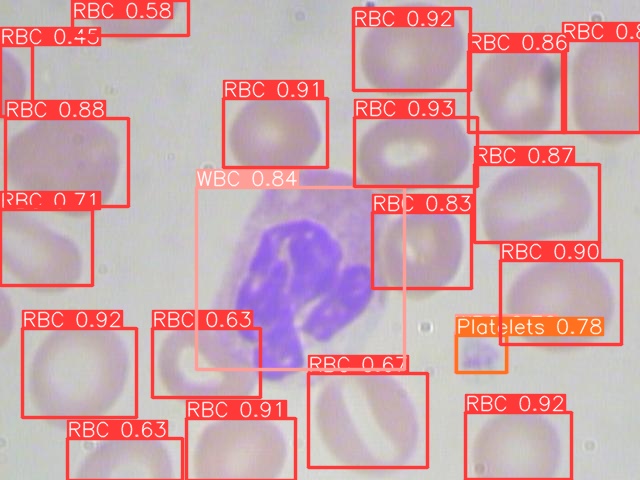 RBC 0.58
RBC 0.45
RBC 0.92
RBC 0.86
RBC 0.8
RBC 0.91
RBC 0.88
RBC 0.93
RBC 0.87
WBC 0.84
RBC 0.71
RBC 0.83
RBC 0.90
RBC 0.92
RBC 0.63
Platelets 0.78
RBC 0.67
RBC 0.91
RBC 0.92
RBC 0.63